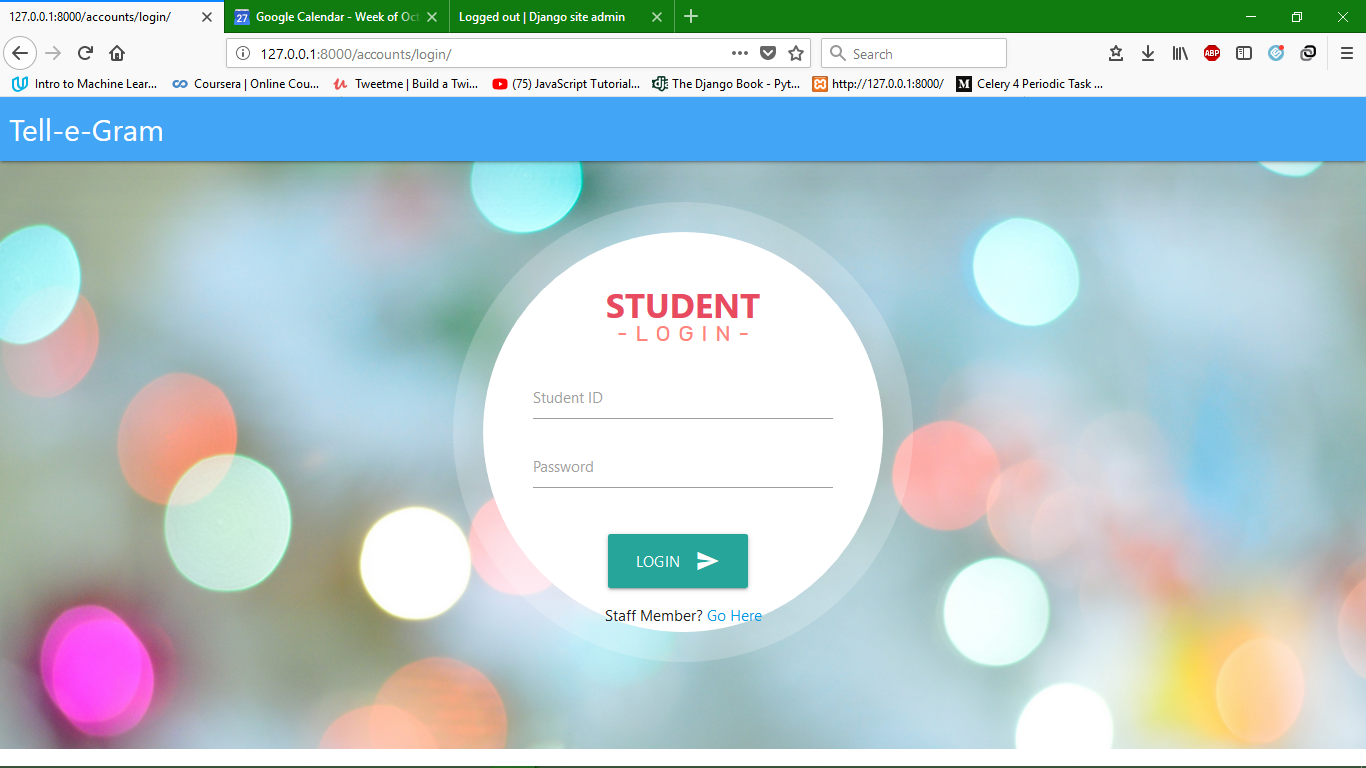 127.0.0.1:8000/accounts/login/
Google Calendar - Week of Oct
Logged out | Django site admin
127.0.0.1:8000/accounts/login/
Search
Intro to Machine Lear...
Coursera | Online Cou...
Tweetme | Build a Twi...
(75) JavaScript Tutorial...
The Django Book - Pyt...
http://127.0.0.1:8000/
Celery 4 Periodic Task ...
27
ABP
Tell-e-Gram
STUDENT
-LOGIN-
Student ID
Password
LOGIN
Staff Member? Go Here